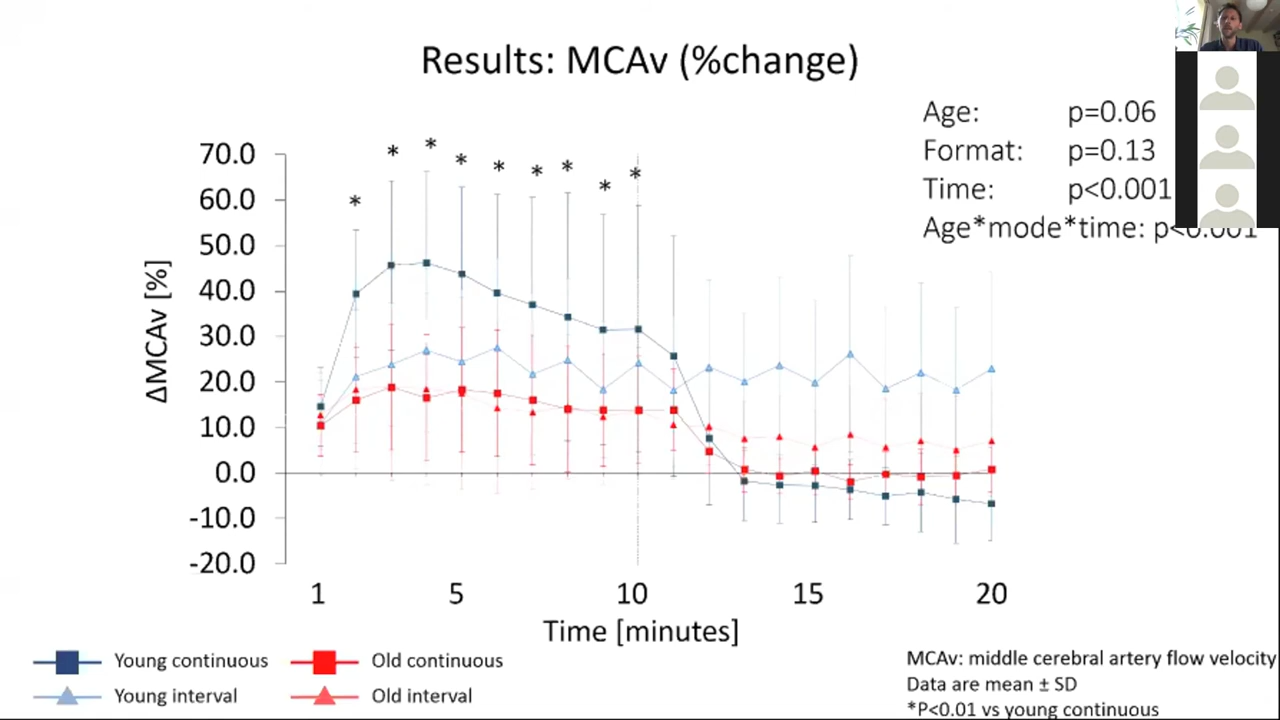 Results: MCAv (%change)
Age: p=0.06
Format: p=0.13
Time: p<0.001
Age*mode*time: p<0.001
* * * * * * * * *
70.0
60.0
50.0
40.0
30.0
20.0
10.0
0.0
-10.0
-20.0
ΔMCAv [%]
1 5 10 15 20
Time [minutes]
Young continuous Old continuous
Young interval Old interval
MCAv: middle cerebral artery flow velocity
Data are mean ± SD
*P<0.01 vs young continuous